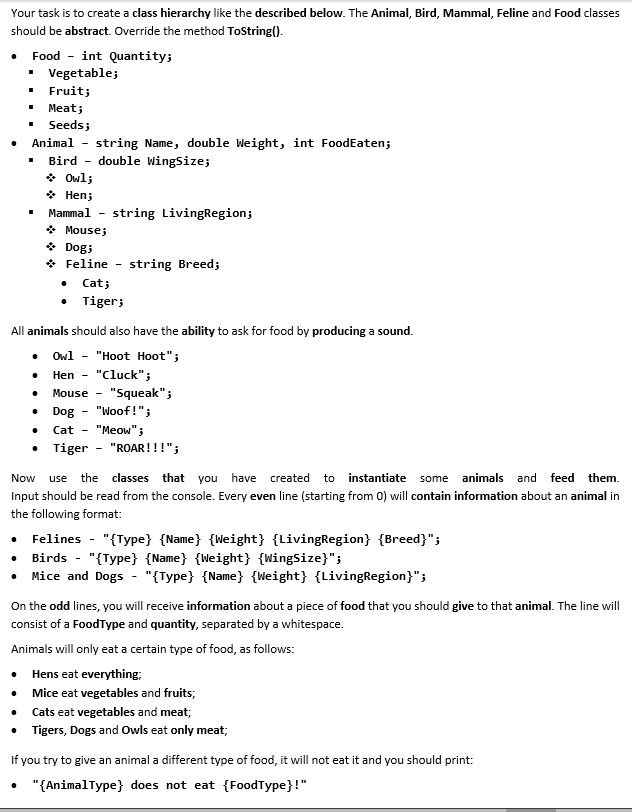 Your task is to create a class hierarchy like the described below. The Animal, Bird, Mammal, Feline and Food classes
should be abstract. Override the method ToString().
• Food – int Quantity;
▪ Vegetable;
▪ Fruit;
▪ Meat;
▪ Seeds;
• Animal – string Name, double Weight, int FoodEaten;
▪ Bird – double WingSize;
❖ Owl;
❖ Hen;
▪ Mammal – string LivingRegion;
❖ Mouse;
❖ Dog;
❖ Feline – string Breed;
• Cat;
• Tiger;
All animals should also have the ability to ask for food by producing a sound.
• Owl – "Hoot Hoot";
• Hen – "Cluck";
• Mouse – "Squeak";
• Dog – "Woof!";
• Cat – "Meow";
• Tiger – "ROAR!!!";
Now use the classes that you have created to instantiate some animals and feed them.
Input should be read from the console. Every even line (starting from 0) will contain information about an animal in
the following format:
• Felines - "{Type} {Name} {Weight} {LivingRegion} {Breed}";
• Birds - "{Type} {Name} {Weight} {WingSize}";
• Mice and Dogs - "{Type} {Name} {Weight} {LivingRegion}";
On the odd lines, you will receive information about a piece of food that you should give to that animal. The line will
consist of a FoodType and quantity, separated by a whitespace.
Animals will only eat a certain type of food, as follows:
• Hens eat everything;
• Mice eat vegetables and fruits;
• Cats eat vegetables and meat;
• Tigers, Dogs and Owls eat only meat;
If you try to give an animal a different type of food, it will not eat it and you should print:
• "{AnimalType} does not eat {FoodType}!"